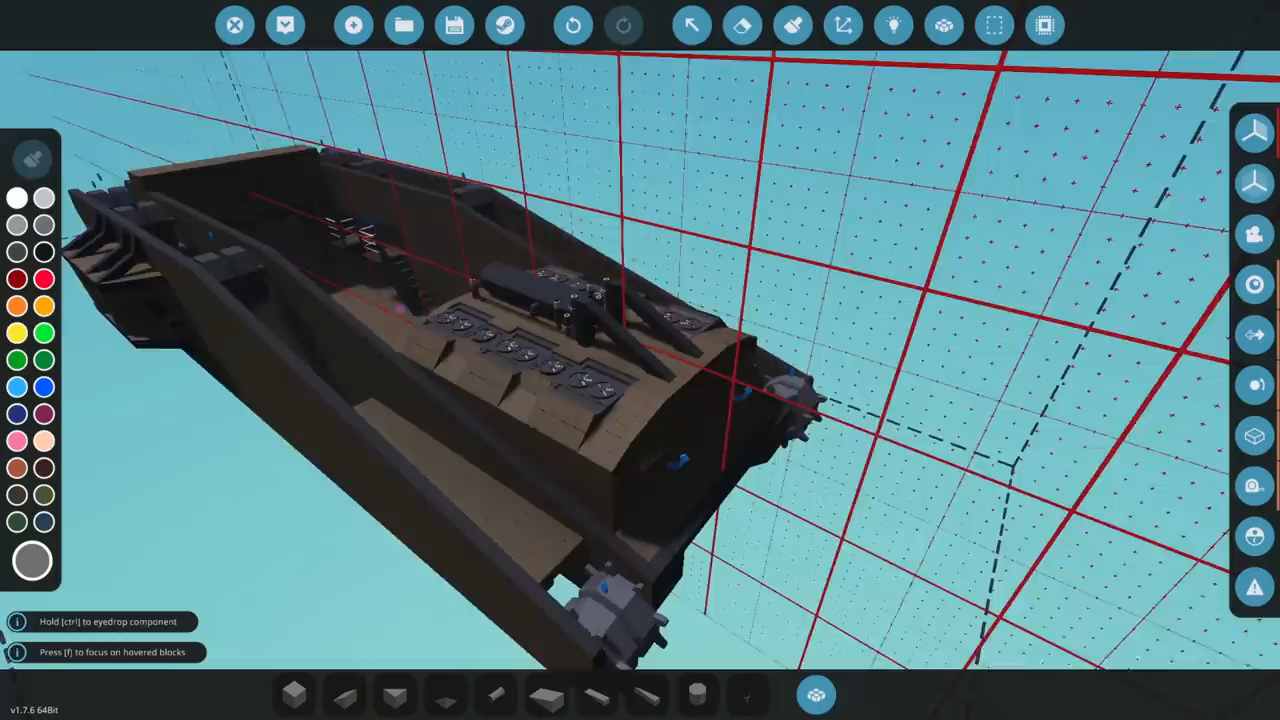 Hold [ctrl] to eyedrop component
Press [f] to focus on hovered blocks
v1.7.6 64Bit